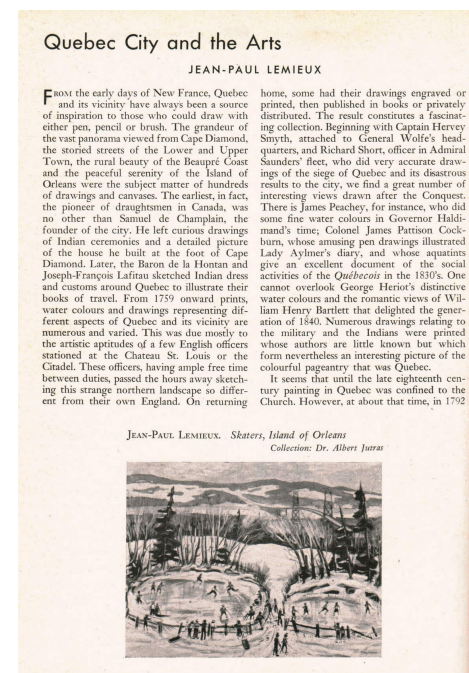 Quebec City and the Arts
JEAN-PAUL LEMIEUX
FROM the early days of New France, Quebec
and its vicinity have always been a source
of inspiration to those who could draw with
either pen, pencil or brush. The grandeur of
the vast panorama viewed from Cape Diamond,
the storied streets of the Lower and Upper
Town, the rural beauty of the Beaupré Coast
and the peaceful serenity of the Island of
Orleans were the subject matter of hundreds
of drawings and canvases. The earliest, in fact,
the pioneer of draughtsmen in Canada, was
no other than Samuel de Champlain, the
founder of the city. He left curious drawings
of Indian ceremonies and a detailed picture
of the house he built at the foot of Cape
Diamond. Later, the Baron de la Hontan and
Joseph-François Lafitau sketched Indian dress
and customs around Quebec to illustrate their
books of travel. From 1759 onward prints,
water colours and drawings representing dif-
ferent aspects of Quebec and its vicinity are
numerous and varied. This was due mostly to
the artistic aptitudes of a few English officers
stationed at the Chateau St. Louis or the
Citadel. These officers, having ample free time
between duties, passed the hours away sketch-
ing this strange northern landscape so differ-
ent from their own England. On returning
home, some had their drawings engraved or
printed, then published in books or privately
distributed. The result constitutes a fascinat-
ing collection. Beginning with Captain Hervey
Smyth, attached to General Wolfe's head-
quarters, and Richard Short, officer in Admiral
Saunders' fleet, who did very accurate draw-
ings of the siege of Quebec and its disastrous
results to the city, we find a great number of
interesting views drawn after the Conquest.
There is James Peachey, for instance, who did
some fine water colours in Governor Haldi-
mand's time; Colonel James Pattison Cock-
burn, whose amusing pen drawings illustrated
Lady Aylmer's diary, and whose aquatints
give an excellent document of the social
activities of the Québecois in the 1830's. One
cannot overlook George Heriot's distinctive
water colours and the romantic views of Wil-
liam Henry Bartlett that delighted the gener-
ation of 1840. Numerous drawings relating to
the military and the Indians were printed
whose authors are little known but which
form nevertheless an interesting picture of the
colourful pageantry that was Quebec.
It seems that until the late eighteenth cen-
tury painting in Quebec was confined to the
Church. However, at about that time, in 1792
JEAN-PAUL LEMIEUX. Skaters, Island of Orleans
Collection: Dr. Albert Jutras